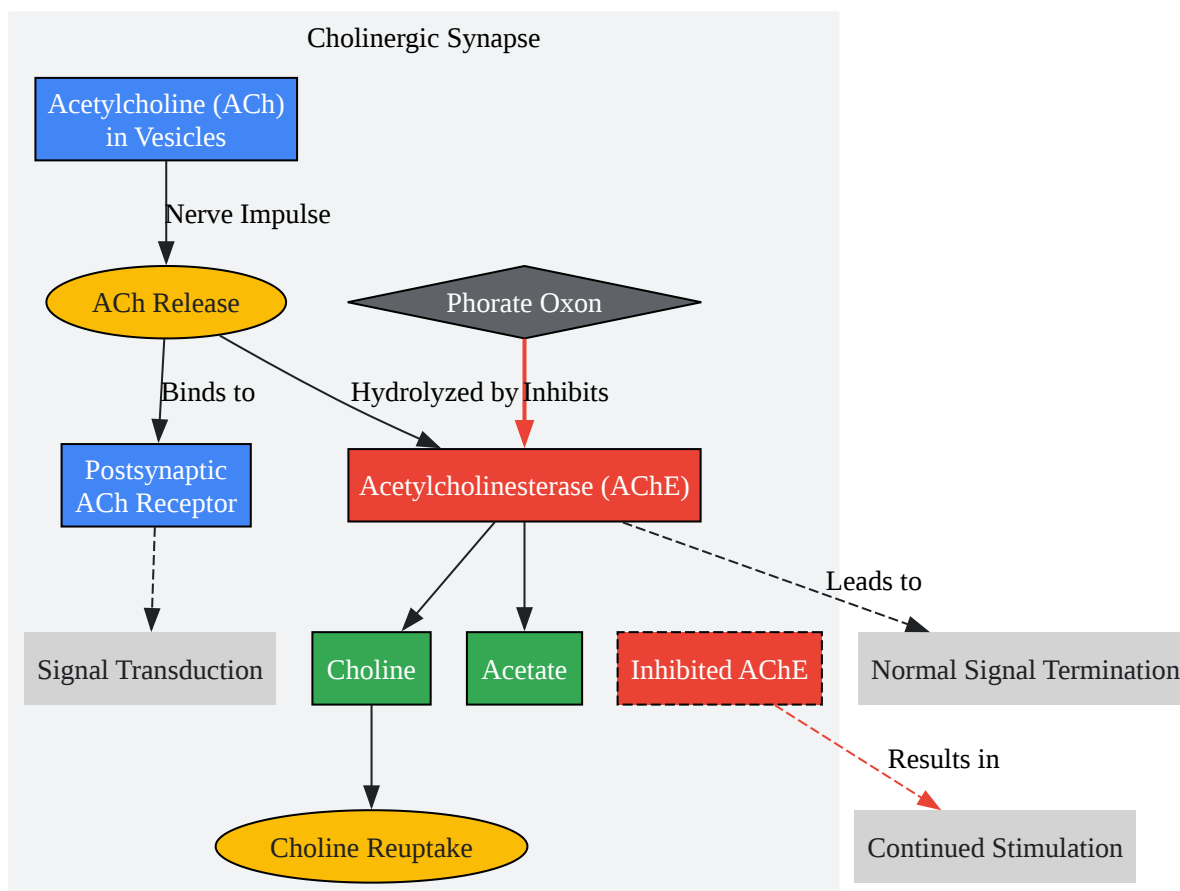 Cholinergic Synapse
Acetylcholine (ACh)
in Vesicles
Nerve Impulse
ACh Release
Phorate Oxon
Binds to
Hydrolyzed by
Inhibits
Postsynaptic
ACh Receptor
Acetylcholinesterase (AChE)
Leads to
Signal Transduction
Choline
Acetate
Inhibited AChE
Normal Signal Termination
Results in
Choline Reuptake
Continued Stimulation